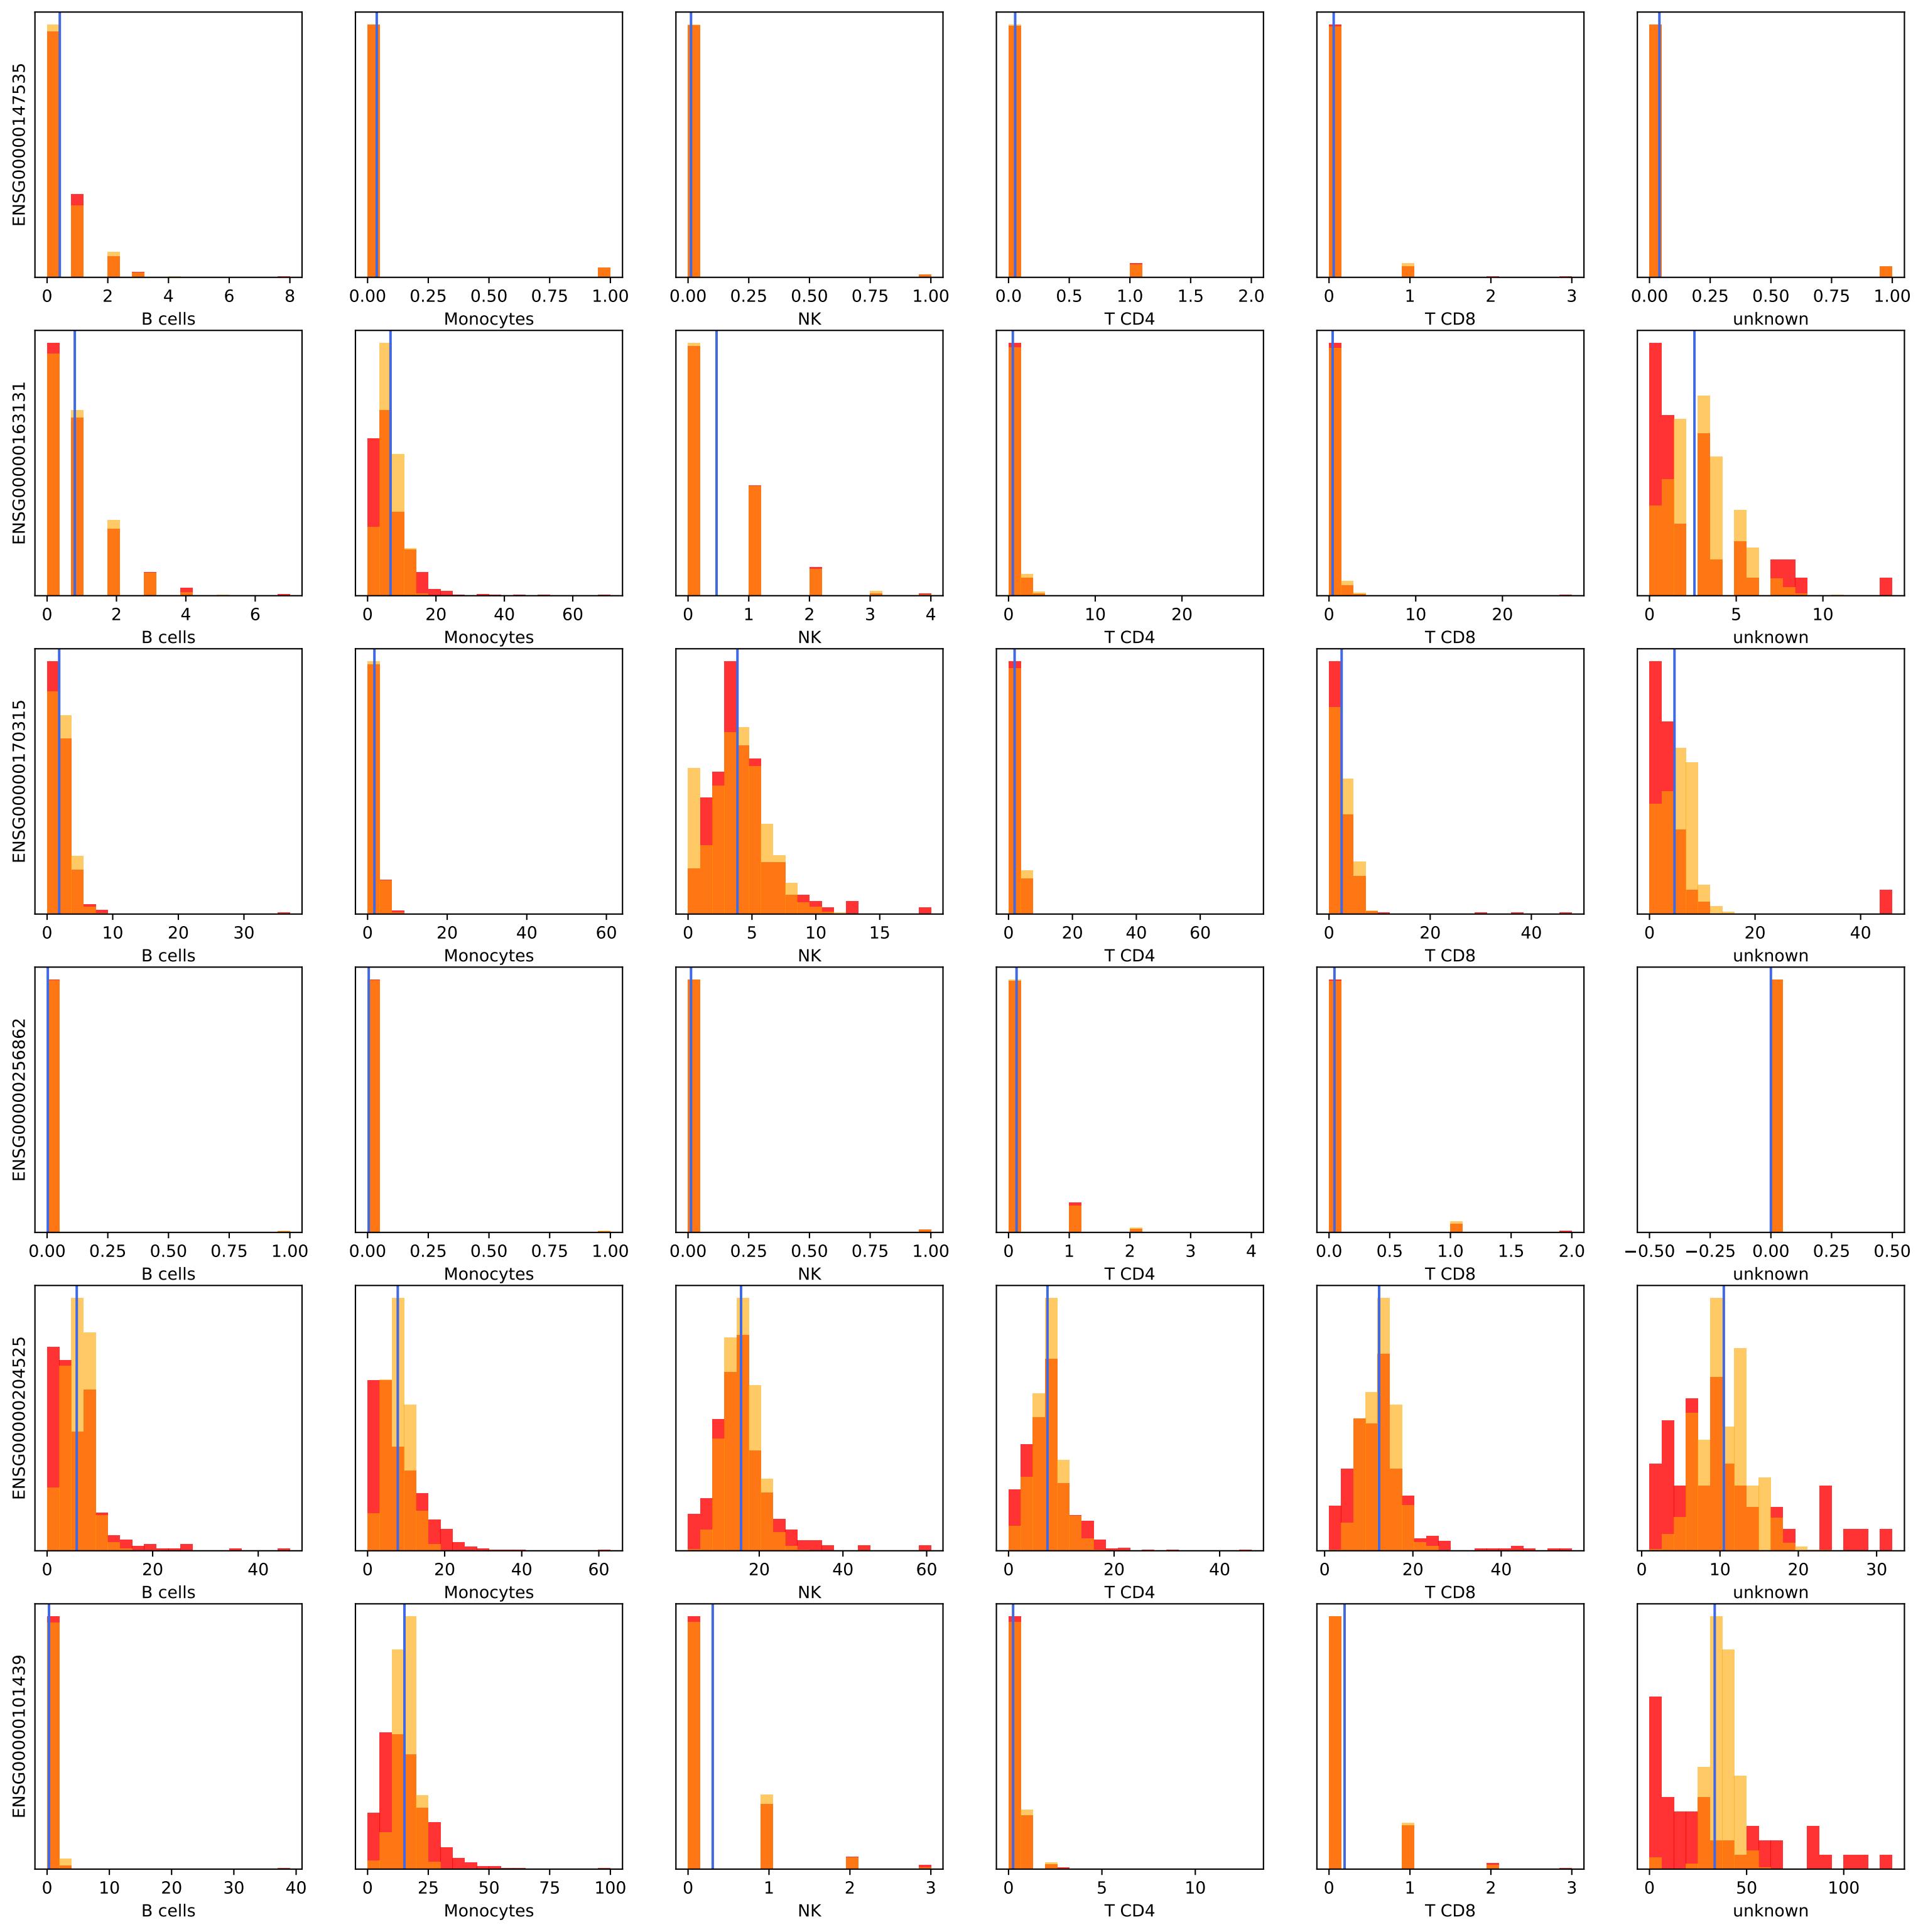 ENSG00000147535
0 2 4 6 8
B cells
0.00 0.25 0.50 0.75 1.00
Monocytes
0.00 0.25 0.50 0.75 1.00
NK
0.0 0.5 1.0 1.5 2.0
T CD4
0 1 2 3
T CD8
0.00 0.25 0.50 0.75 1.00
unknown
ENSG00000163131
0 2 4 6
B cells
0 20 40 60
Monocytes
0 1 2 3 4
NK
0 10 20
T CD4
0 10 20
T CD8
0 5 10
unknown
ENSG00000170315
0 10 20 30
B cells
0 20 40 60
Monocytes
0 5 10 15
NK
0 20 40 60
T CD4
0 20 40
T CD8
0 20 40
unknown
ENSG00000256862
0.00 0.25 0.50 0.75 1.00
B cells
0.00 0.25 0.50 0.75 1.00
Monocytes
0.00 0.25 0.50 0.75 1.00
NK
0 1 2 3 4
T CD4
0.0 0.5 1.0 1.5 2.0
T CD8
−0.50 −0.25 0.00 0.25 0.50
unknown
ENSG00000204525
0 20 40
B cells
0 20 40 60
Monocytes
20 40 60
NK
0 20 40
T CD4
0 20 40
T CD8
0 10 20 30
unknown
ENSG00000101439
0 10 20 30 40
B cells
0 25 50 75 100
Monocytes
0 1 2 3
NK
0 5 10
T CD4
0 1 2 3
T CD8
0 50 100
unknown